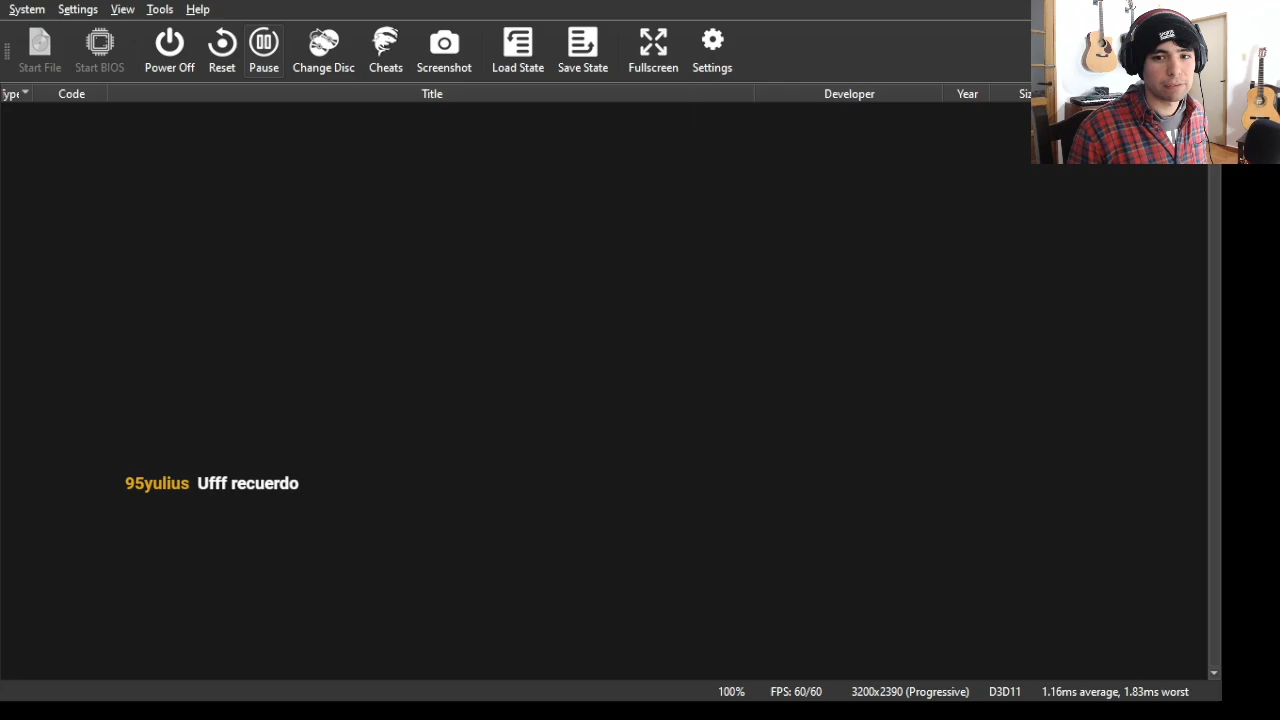 System Settings View Tools Help
Start File Start BIOS Power Off Reset Pause Change Disc Cheats Screenshot Load State Save State Fullscreen Settings
Code Title Developer Year
95yulius Ufff recuerdo
100% FPS: 60/60 3200x2390 (Progressive) D3D11 1.16ms average, 1.83ms worst